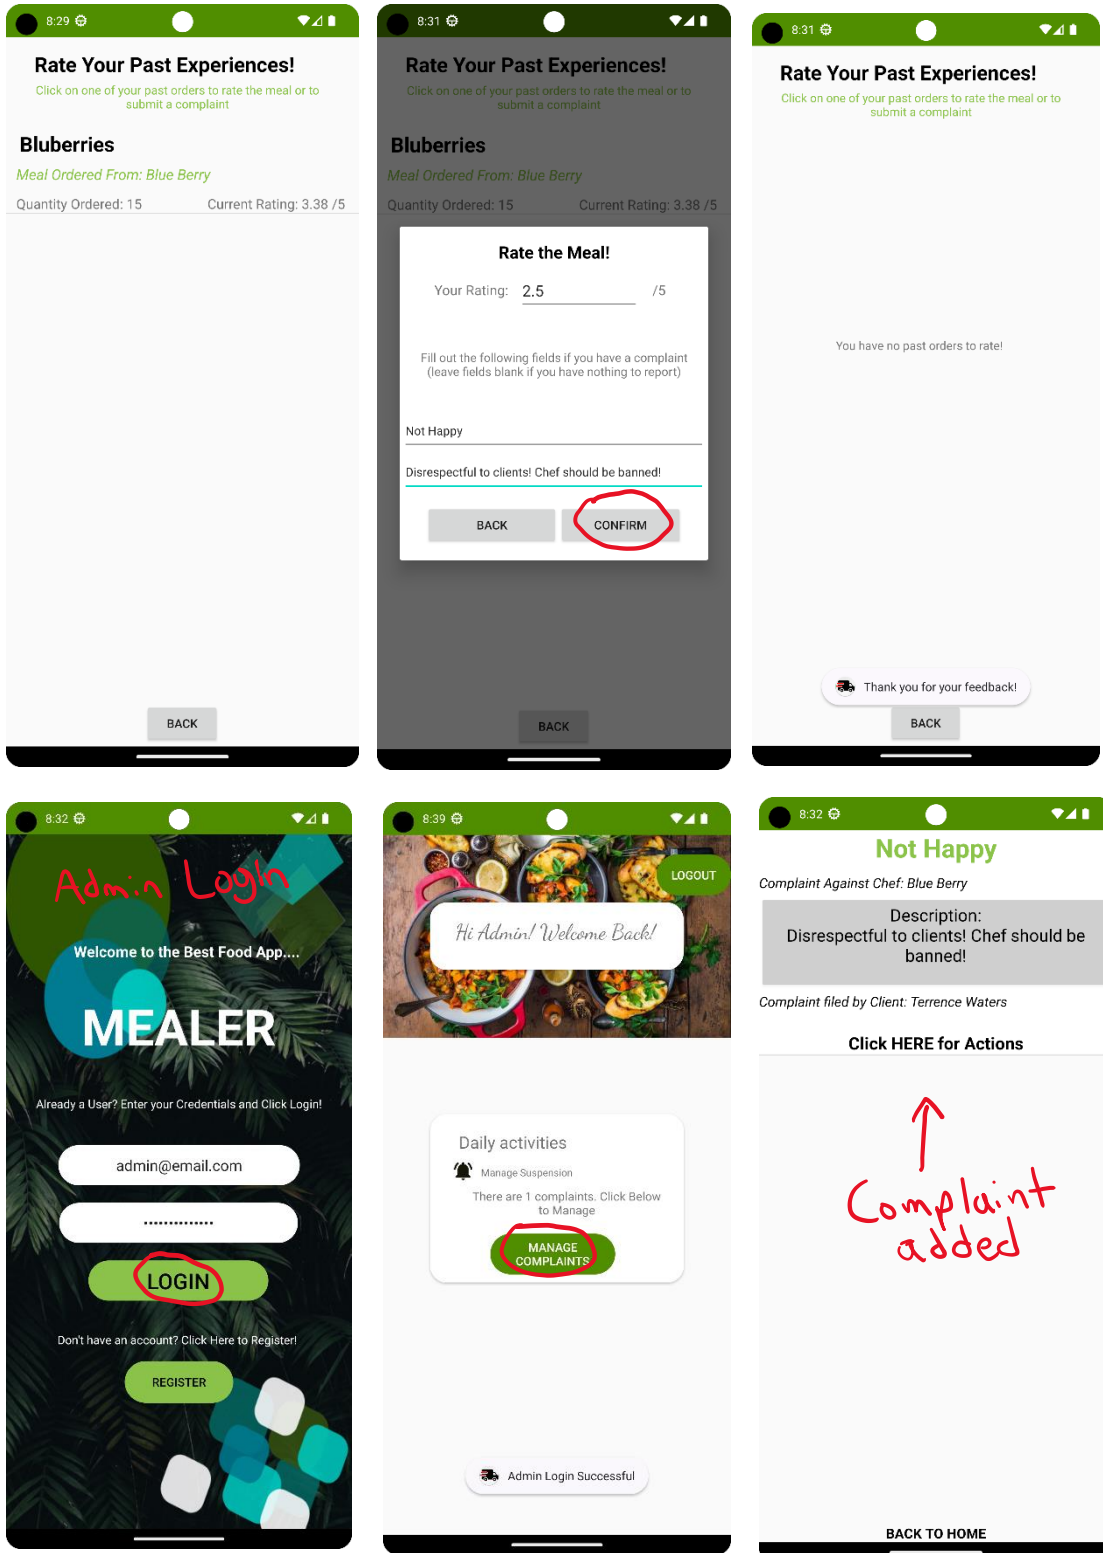 8:29
Rate Your Past Experiences!
Click on one of your past orders to rate the meal or to
submit a complaint
Bluberries
Meal Ordered From: Blue Berry
Quantity Ordered: 15 Current Rating: 3.38 /5
BACK
8:31
Rate Your Past Experiences!
Click on one of your past orders to rate the meal or to
submit a complaint
Bluberries
Meal Ordered From: Blue Berry
Quantity Ordered: 15 Current Rating: 3.38 /5
Rate the Meal!
Your Rating: 2.5 /5
Fill out the following fields if you have a complaint
(leave fields blank if you have nothing to report)
Not Happy
Disrespectful to clients! Chef should be banned!
BACK CONFIRM
BACK
8:31
Rate Your Past Experiences!
Click on one of your past orders to rate the meal or to
submit a complaint
You have no past orders to rate!
Thank you for your feedback!
BACK
8:32
Admin Login
Welcome to the Best Food App....
MEALER
Already a User? Enter your Credentials and Click Login!
admin@email.com
••••••••••••••
LOGIN
Don't have an account? Click Here to Register!
REGISTER
8:39
LOGOUT
Hi Admin! Welcome Back!
Daily activities
Manage Suspension
There are 1 complaints. Click Below
to Manage
MANAGE
COMPLAINTS
Admin Login Successful
8:32
Not Happy
Complaint Against Chef: Blue Berry
Description:
Disrespectful to clients! Chef should be
banned!
Complaint filed by Client: Terrence Waters
Click HERE for Actions
Complaint
added
BACK TO HOME